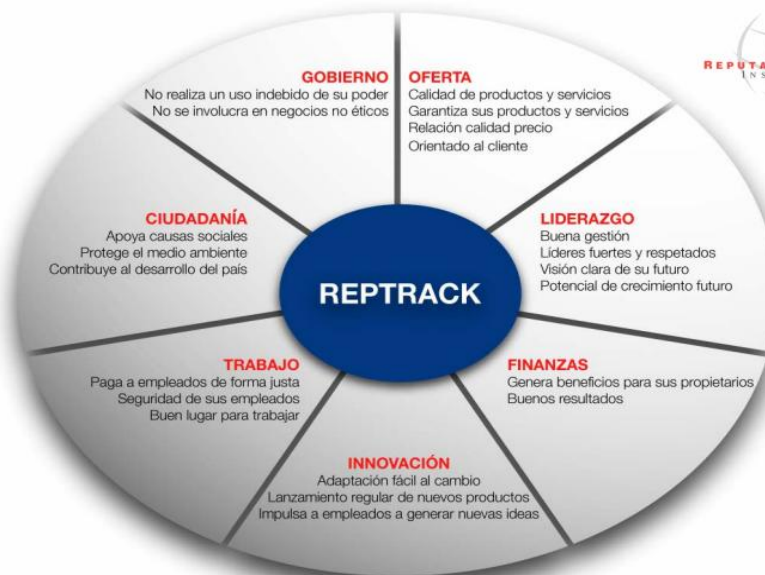 GOBIERNO
No realiza un uso indebido de su poder
No se involucra en negocios no éticos
OFERTA
Calidad de productos y servicios
Garantiza sus productos y servicios
Relación calidad precio
Orientado al cliente
CIUDADANÍA
Apoya causas sociales
Protege el medio ambiente
Contribuye al desarrollo del país
LIDERAZGO
Buena gestión
Líderes fuertes y respetados
Visión clara de su futuro
Potencial de crecimiento futuro
REPTRACK
TRABAJO
Paga a empleados de forma justa
Seguridad de sus empleados
Buen lugar para trabajar
FINANZAS
Genera beneficios para sus propietarios
Buenos resultados
INNOVACIÓN
Adaptación fácil al cambio
Lanzamiento regular de nuevos productos
Impulsa a empleados a generar nuevas ideas